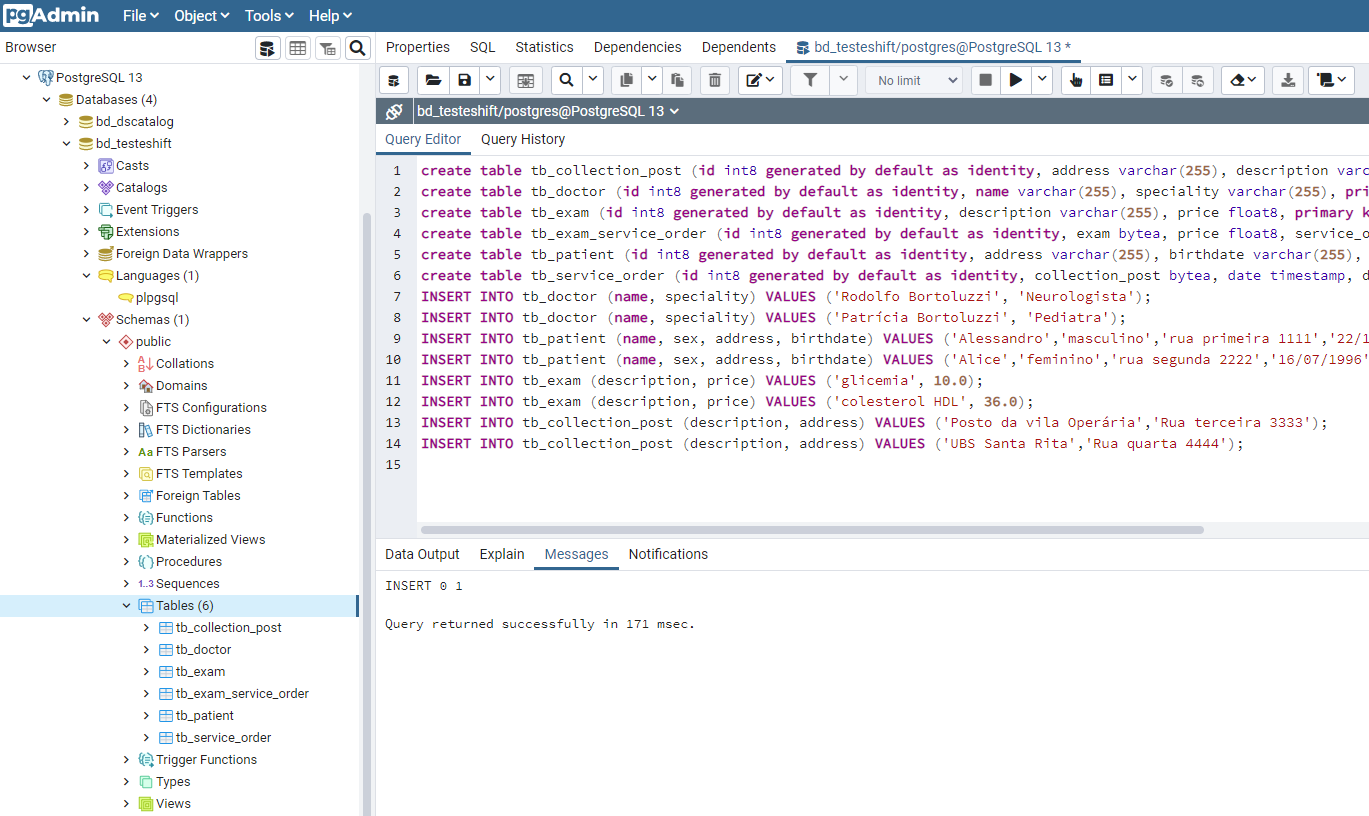 pgAdmin File Object Tools Help
Browser
Properties SQL Statistics Dependencies Dependents bd_testeshift/postgres@PostgreSQL 13 *
No limit
bd_testeshift/postgres@PostgreSQL 13
Query Editor Query History
PostgreSQL 13
Databases (4)
bd_dscatalog
bd_testeshift
Casts
Catalogs
Event Triggers
Extensions
Foreign Data Wrappers
Languages (1)
plpgsql
Schemas (1)
public
Collations
Domains
FTS Configurations
FTS Dictionaries
FTS Parsers
FTS Templates
Foreign Tables
Functions
Materialized Views
Procedures
1..3 Sequences
Tables (6)
tb_collection_post
tb_doctor
tb_exam
tb_exam_service_order
tb_patient
tb_service_order
Trigger Functions
Types
Views
1 create table tb_collection_post (id int8 generated by default as identity, address varchar(255), description varc
2 create table tb_doctor (id int8 generated by default as identity, name varchar(255), speciality varchar(255), pri
3 create table tb_exam (id int8 generated by default as identity, description varchar(255), price float8, primary k
4 create table tb_exam_service_order (id int8 generated by default as identity, exam bytea, price float8, service_o
5 create table tb_patient (id int8 generated by default as identity, address varchar(255), birthdate varchar(255),
6 create table tb_service_order (id int8 generated by default as identity, collection_post bytea, date timestamp, d
7 INSERT INTO tb_doctor (name, speciality) VALUES ('Rodolfo Bortoluzzi', 'Neurologista');
8 INSERT INTO tb_doctor (name, speciality) VALUES ('Patrícia Bortoluzzi', 'Pediatra');
9 INSERT INTO tb_patient (name, sex, address, birthdate) VALUES ('Alessandro','masculino','rua primeira 1111','22/1
10 INSERT INTO tb_patient (name, sex, address, birthdate) VALUES ('Alice','feminino','rua segunda 2222','16/07/1996'
11 INSERT INTO tb_exam (description, price) VALUES ('glicemia', 10.0);
12 INSERT INTO tb_exam (description, price) VALUES ('colesterol HDL', 36.0);
13 INSERT INTO tb_collection_post (description, address) VALUES ('Posto da vila Operária','Rua terceira 3333');
14 INSERT INTO tb_collection_post (description, address) VALUES ('UBS Santa Rita','Rua quarta 4444');
15
Data Output Explain Messages Notifications
INSERT 0 1
Query returned successfully in 171 msec.